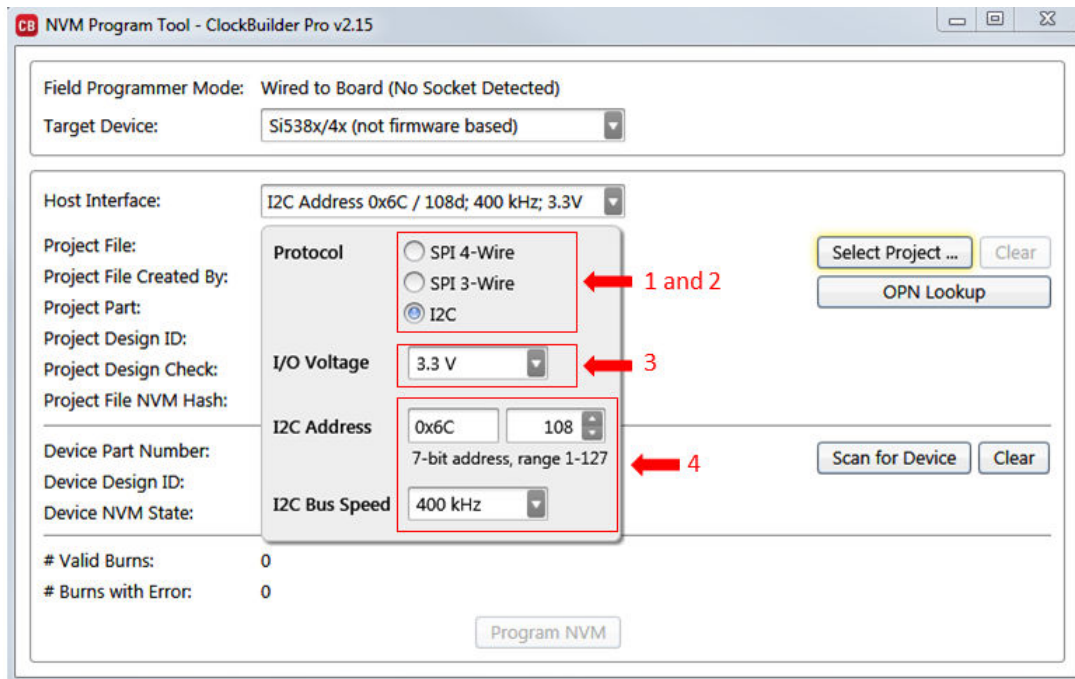 CB NVM Program Tool - ClockBuilder Pro v2.15
Field Programmer Mode: Wired to Board (No Socket Detected)
Target Device: Si538x/4x (not firmware based)
Host Interface: I2C Address 0x6C / 108d; 400 kHz; 3.3V
Project File:
Project File Created By:
Project Part:
Project Design ID:
Project Design Check:
Project File NVM Hash:
Protocol
SPI 4-Wire
SPI 3-Wire
I2C
1 and 2
I/O Voltage 3.3 V
3
I2C Address 0x6C 108
7-bit address, range 1-127
4
I2C Bus Speed 400 kHz
Select Project ... Clear
OPN Lookup
Device Part Number:
Device Design ID:
Device NVM State:
Scan for Device Clear
# Valid Burns: 0
# Burns with Error: 0
Program NVM